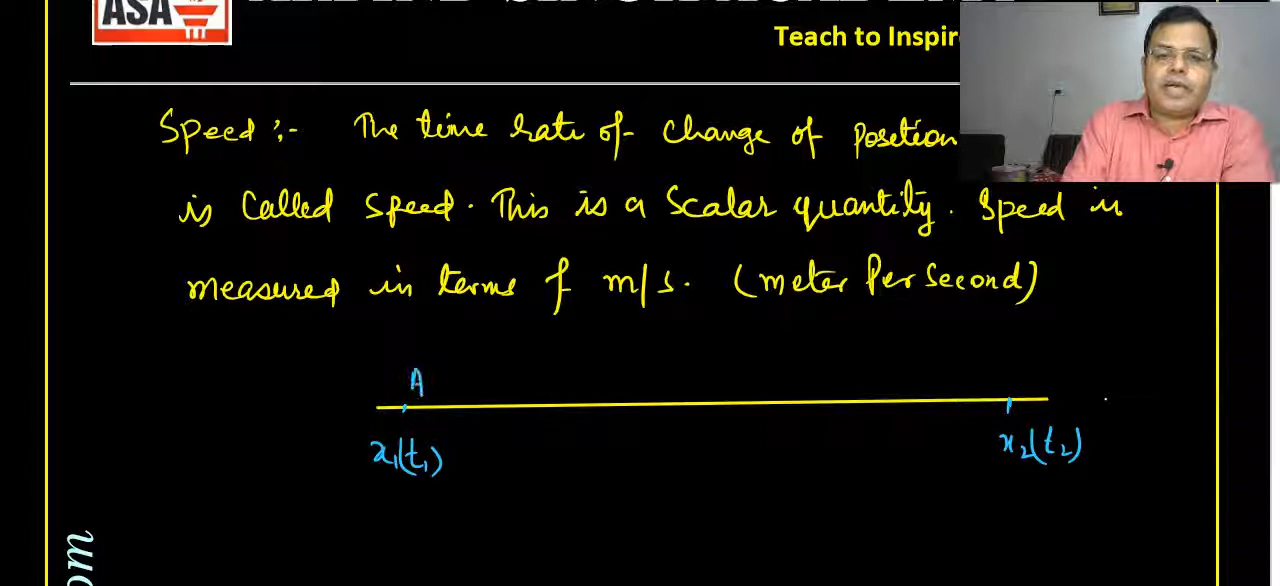 ASA
Teach to Inspire
Speed :- The time rate of change of position
is called speed. This is a scalar quantity. Speed is
measured in terms of m/s. (meter Per second)
A
x₁(t₁)
x₂(t₂)
om